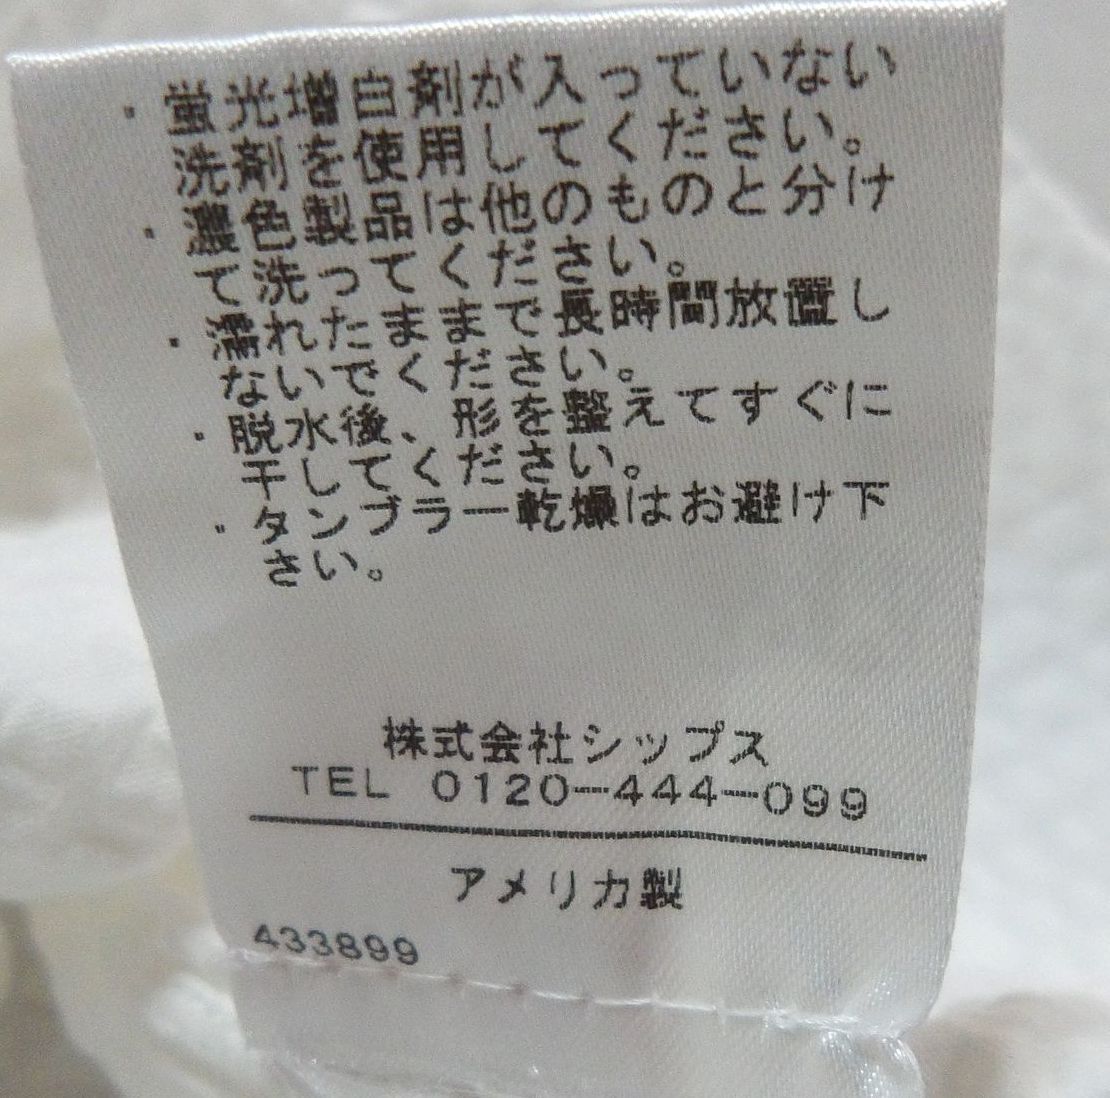 ・蛍光増白剤が入っていない
洗剤を使用してください。
・濃色製品は他のものと分け
て洗ってください。
・濡れたままで長時間放置し
ないでください。
・脱水後、形を整えてすぐに
干してください。
・タンブラー乾燥はお避け下
さい。
株式会社シップス
TEL 0120-444-099
アメリカ製
433899